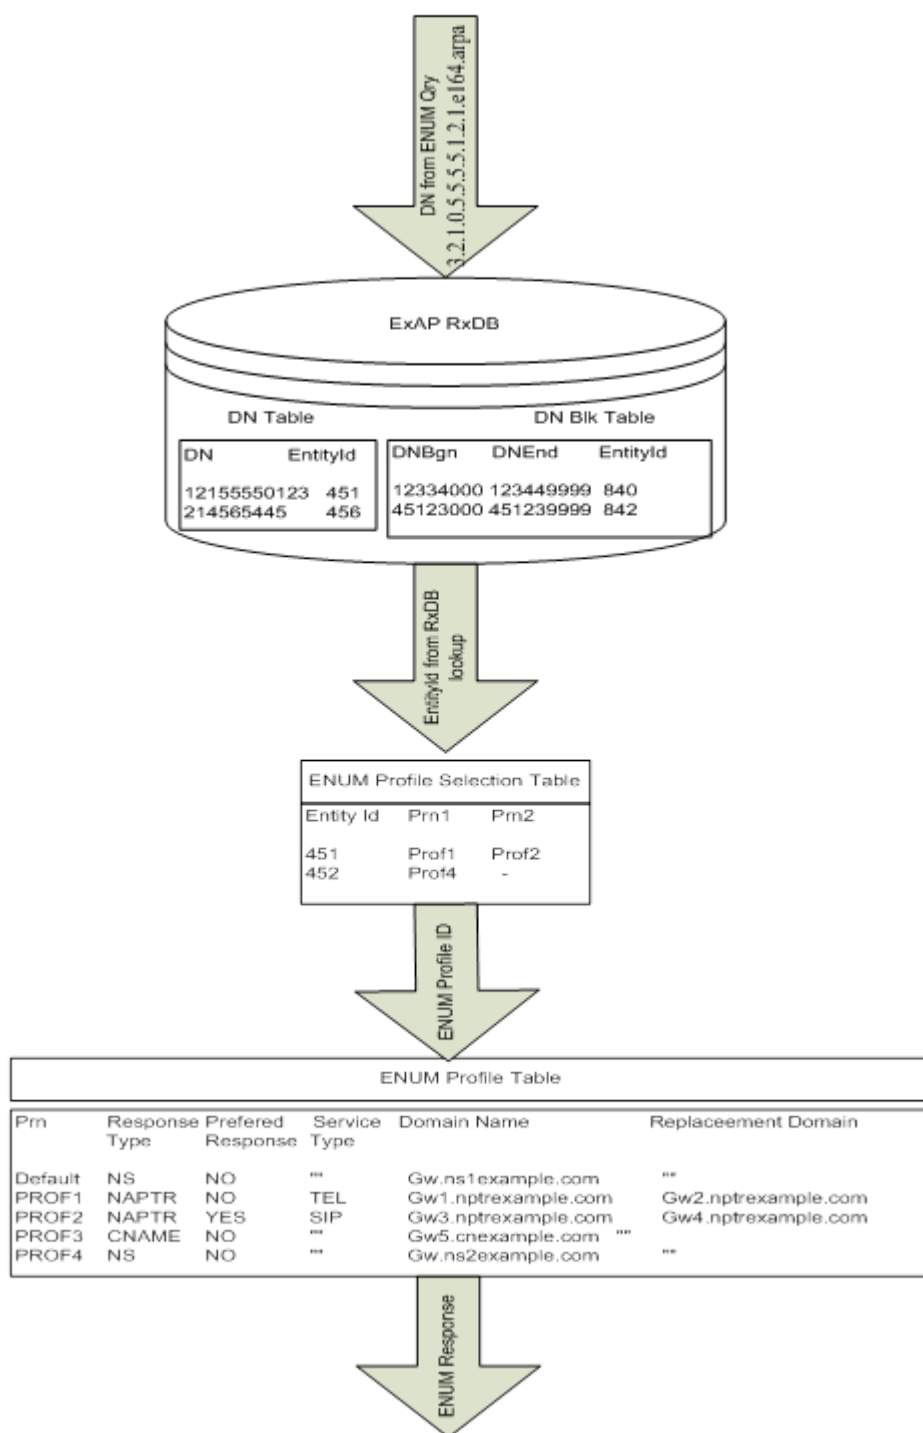 DN from ENUM Qry
3.2.1.0.5.5.5.5.1.2.1.e164.arpa
ExAP RxDB
DN Table
DN Blk Table
DN EntityId
12155550123 451
214565445 456
DNBgn DNEnd EntityId
12334000 123449999 840
45123000 451239999 842
EntityId from RxDB
lookup
ENUM Profile Selection Table
Entity Id Prn1 Prn2
451 Prof1 Prof2
452 Prof4 -
ENUM Profile ID
ENUM Profile Table
Prn Response Prefered Service Domain Name Replaceement Domain
Type Response Type
Default NS NO "" Gw.ns1example.com ""
PROF1 NAPTR NO TEL Gw1.nptrexample.com Gw2.nptrexample.com
PROF2 NAPTR YES SIP Gw3.nptrexample.com Gw4.nptrexample.com
PROF3 CNAME NO "" Gw5.cnexample.com ""
PROF4 NS NO "" Gw.ns2example.com ""
ENUM Response